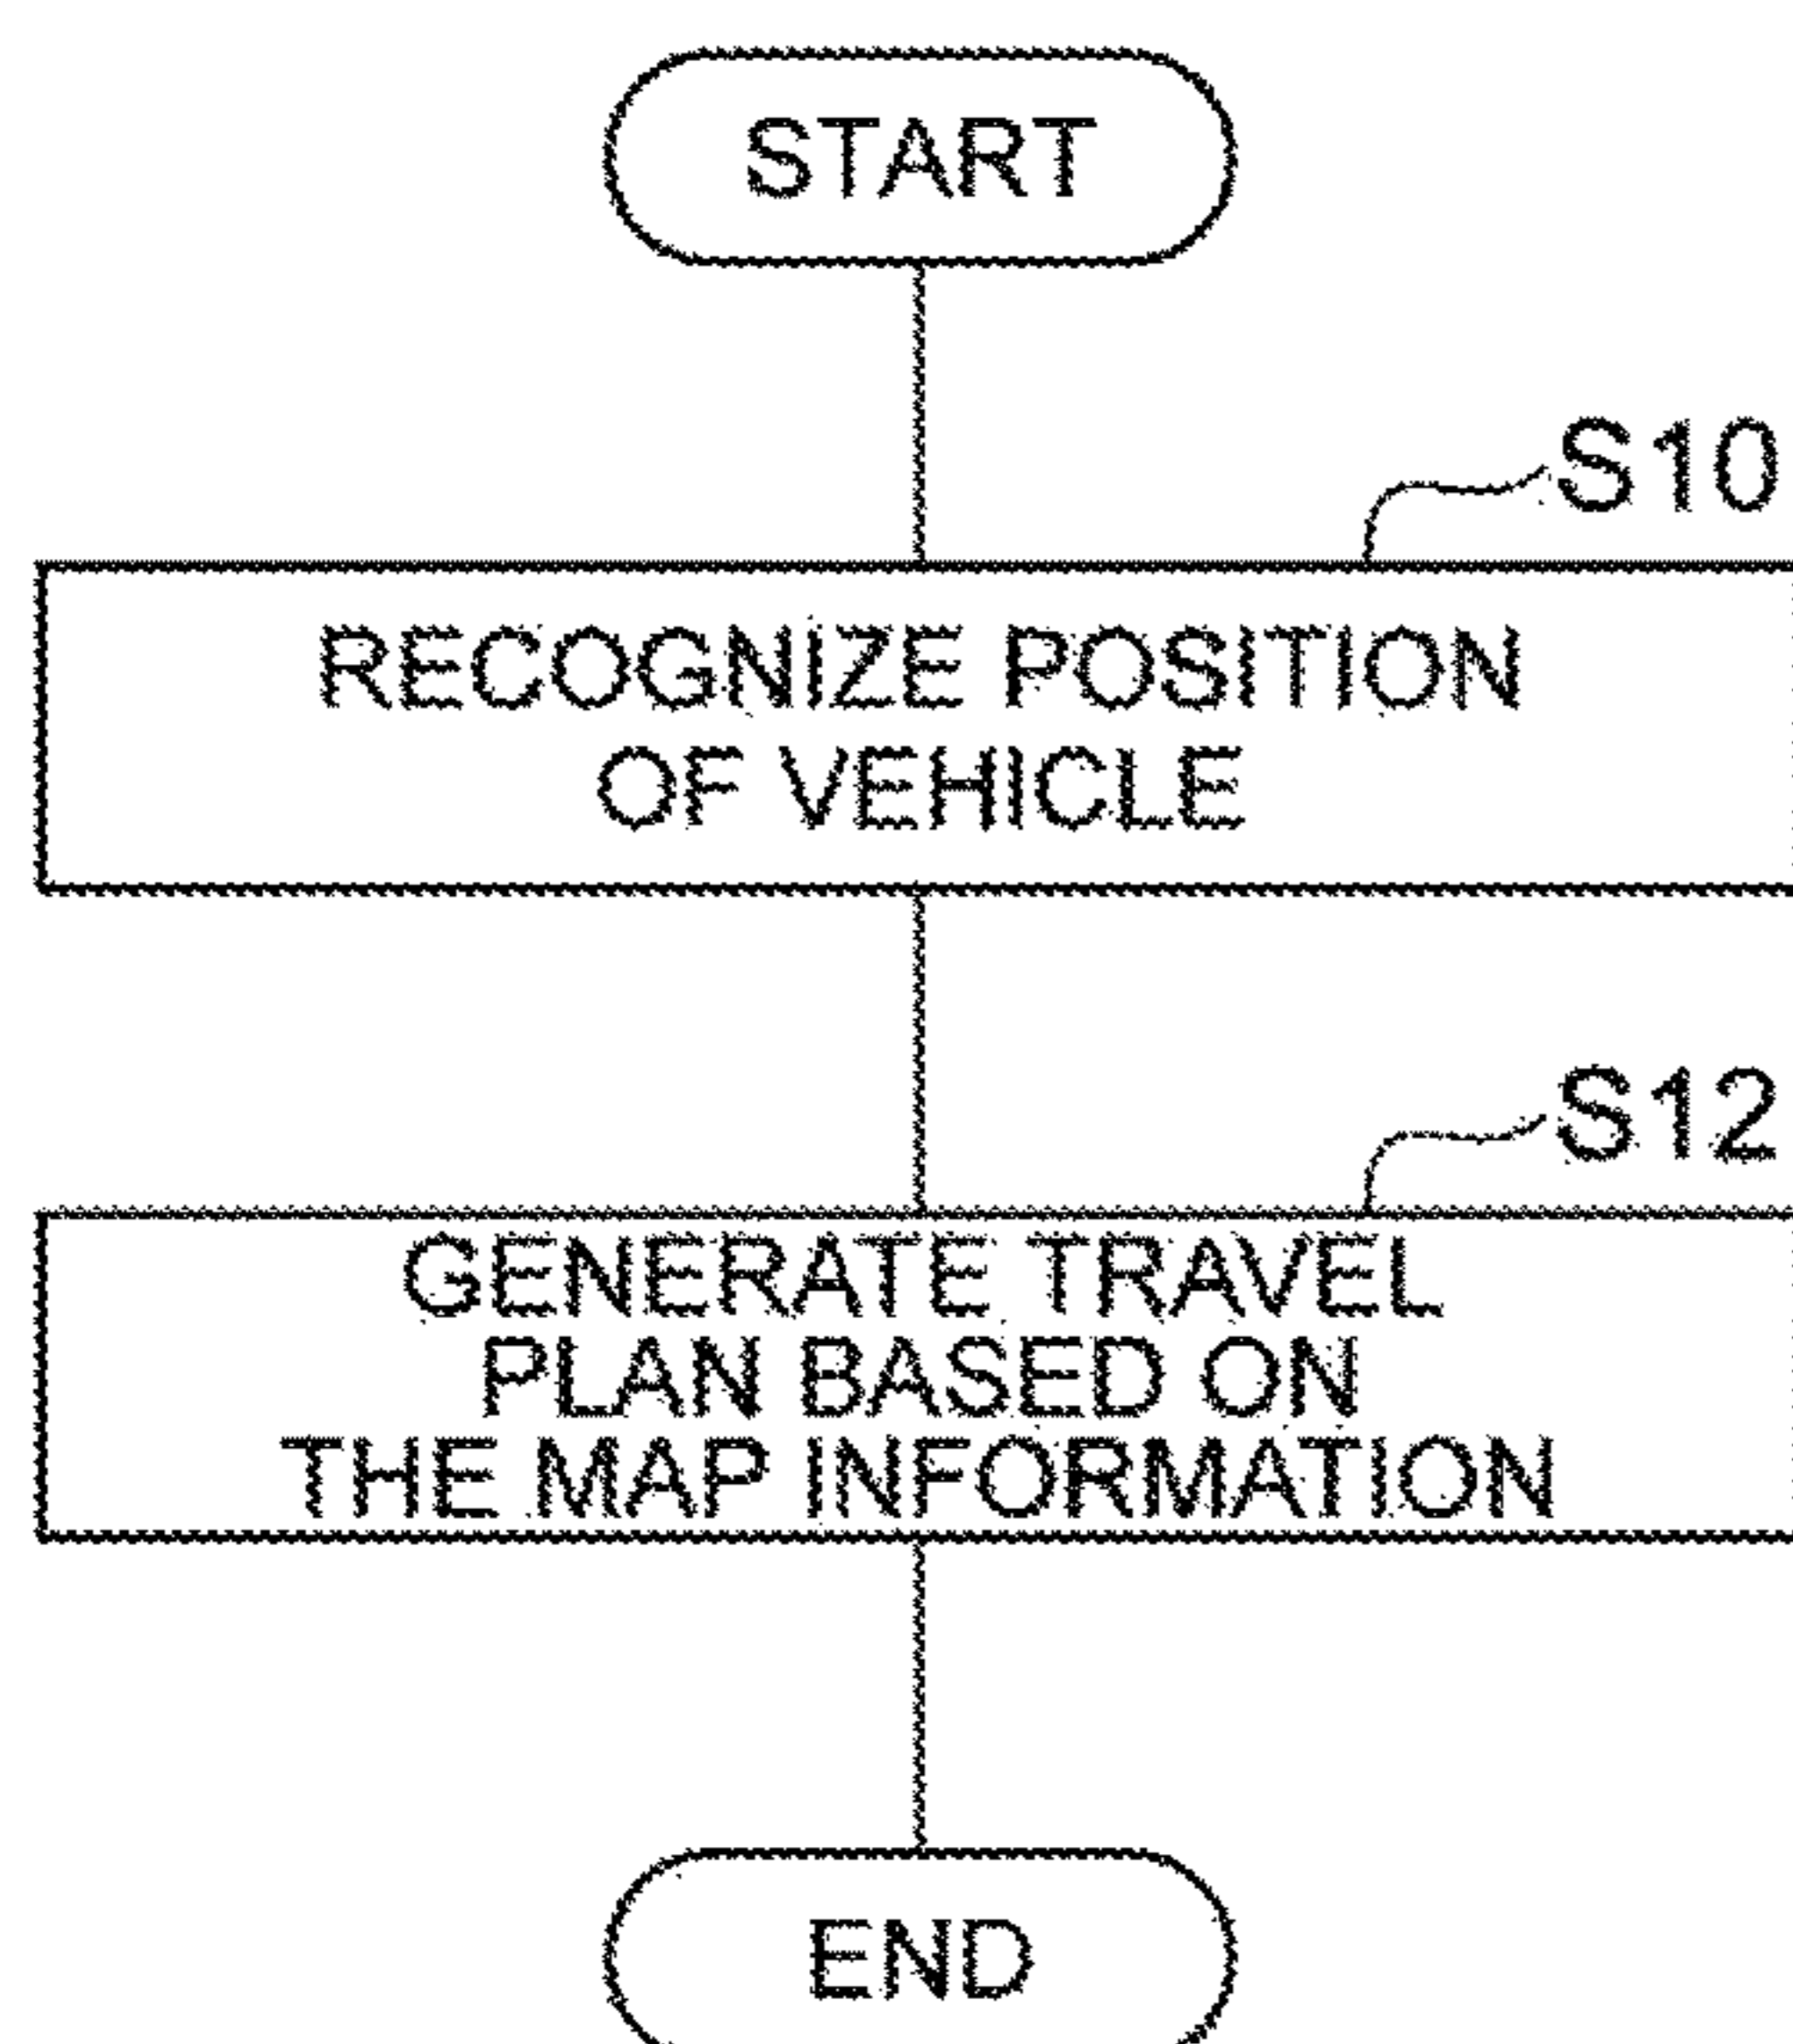 START
S10
RECOGNIZE POSITION
OF VEHICLE
S12
GENERATE TRAVEL
PLAN BASED ON
THE MAP INFORMATION
END